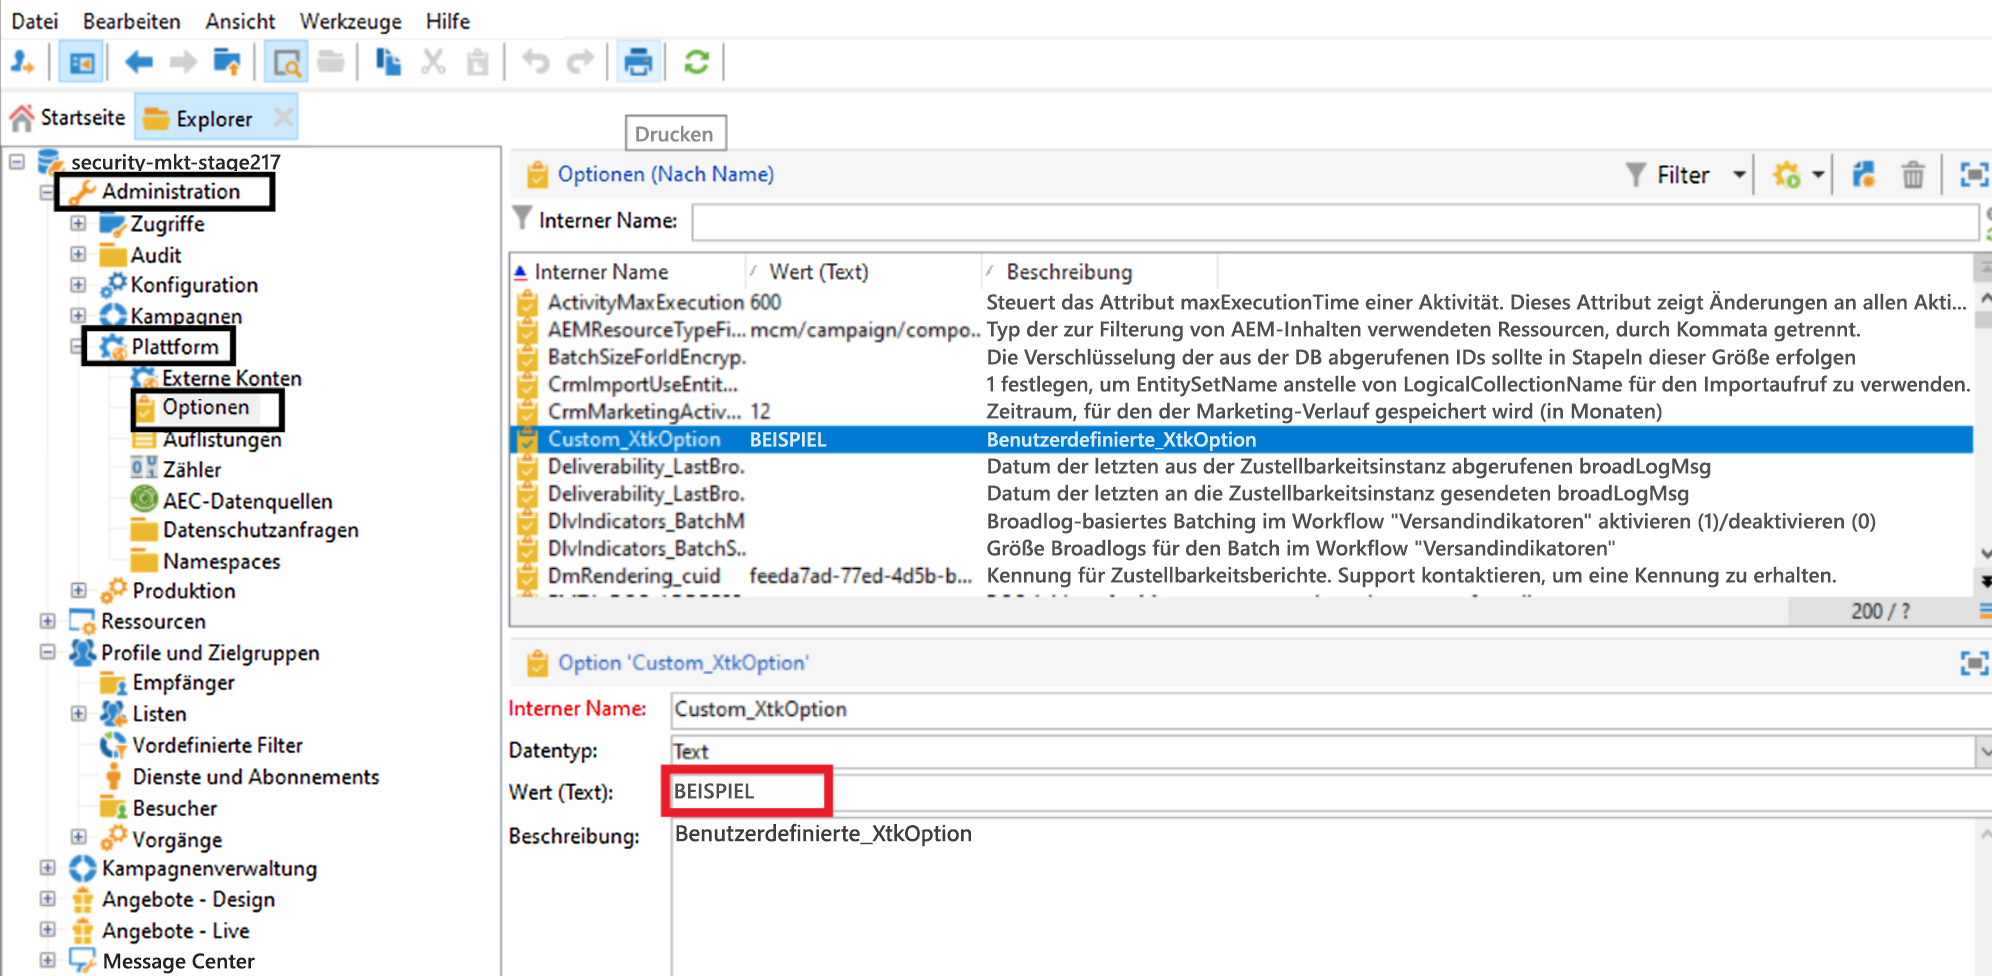 Datei Bearbeiten Ansicht Werkzeuge Hilfe
Startseite Explorer
Drucken
security-mkt-stage217
Administration
Zugriffe
Audit
Konfiguration
Kampagnen
Plattform
Externe Konten
Optionen
Auflistungen
Zähler
AEC-Datenquellen
Datenschutzanfragen
Namespaces
Produktion
Ressourcen
Profile und Zielgruppen
Empfänger
Listen
Vordefinierte Filter
Dienste und Abonnements
Besucher
Vorgänge
Kampagnenverwaltung
Angebote - Design
Angebote - Live
Message Center
Optionen (Nach Name) Filter
Interner Name:
Interner Name Wert (Text) Beschreibung
ActivityMaxExecution 600 Steuert das Attribut maxExecutionTime einer Aktivität. Dieses Attribut zeigt Änderungen an allen Akti...
AEMResourceTypeFi... mcm/campaign/compo.. Typ der zur Filterung von AEM-Inhalten verwendeten Ressourcen, durch Kommata getrennt.
BatchSizeForIdEncryp. Die Verschlüsselung der aus der DB abgerufenen IDs sollte in Stapeln dieser Größe erfolgen
CrmImportUseEntit... 1 festlegen, um EntitySetName anstelle von LogicalCollectionName für den Importaufruf zu verwenden.
CrmMarketingActiv... 12 Zeitraum, für den der Marketing-Verlauf gespeichert wird (in Monaten)
Custom_XtkOption BEISPIEL Benutzerdefinierte_XtkOption
Deliverability_LastBro. Datum der letzten aus der Zustellbarkeitsinstanz abgerufenen broadLogMsg
Deliverability_LastBro. Datum der letzten an die Zustellbarkeitsinstanz gesendeten broadLogMsg
DlvIndicators_BatchM Broadlog-basiertes Batching im Workflow "Versandindikatoren" aktivieren (1)/deaktivieren (0)
DlvIndicators_BatchS.. Größe Broadlogs für den Batch im Workflow "Versandindikatoren"
DmRendering_cuid feeda7ad-77ed-4d5b-b... Kennung für Zustellbarkeitsberichte. Support kontaktieren, um eine Kennung zu erhalten.
200 / ?
Option 'Custom_XtkOption'
Interner Name: Custom_XtkOption
Datentyp: Text
Wert (Text): BEISPIEL
Beschreibung: Benutzerdefinierte_XtkOption